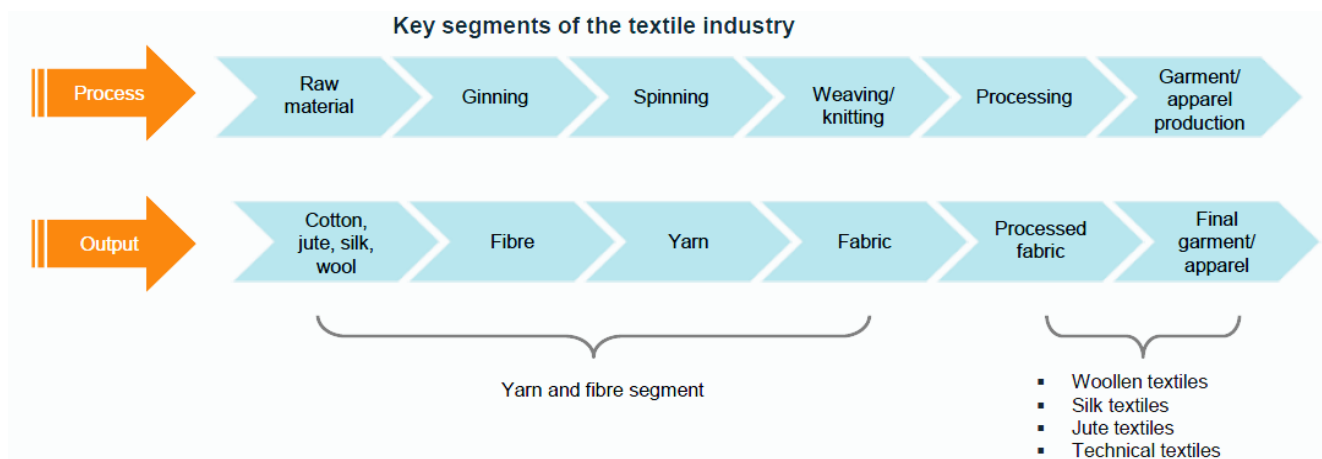 Key segments of the textile industry
Process
Raw
material
Ginning
Spinning
Weaving/
knitting
Processing
Garment/
apparel
production
Output
Cotton,
jute, silk,
wool
Fibre
Yarn
Fabric
Processed
fabric
Final
garment/
apparel
Yarn and fibre segment
▪ Woollen textiles
▪ Silk textiles
▪ Jute textiles
▪ Technical textiles